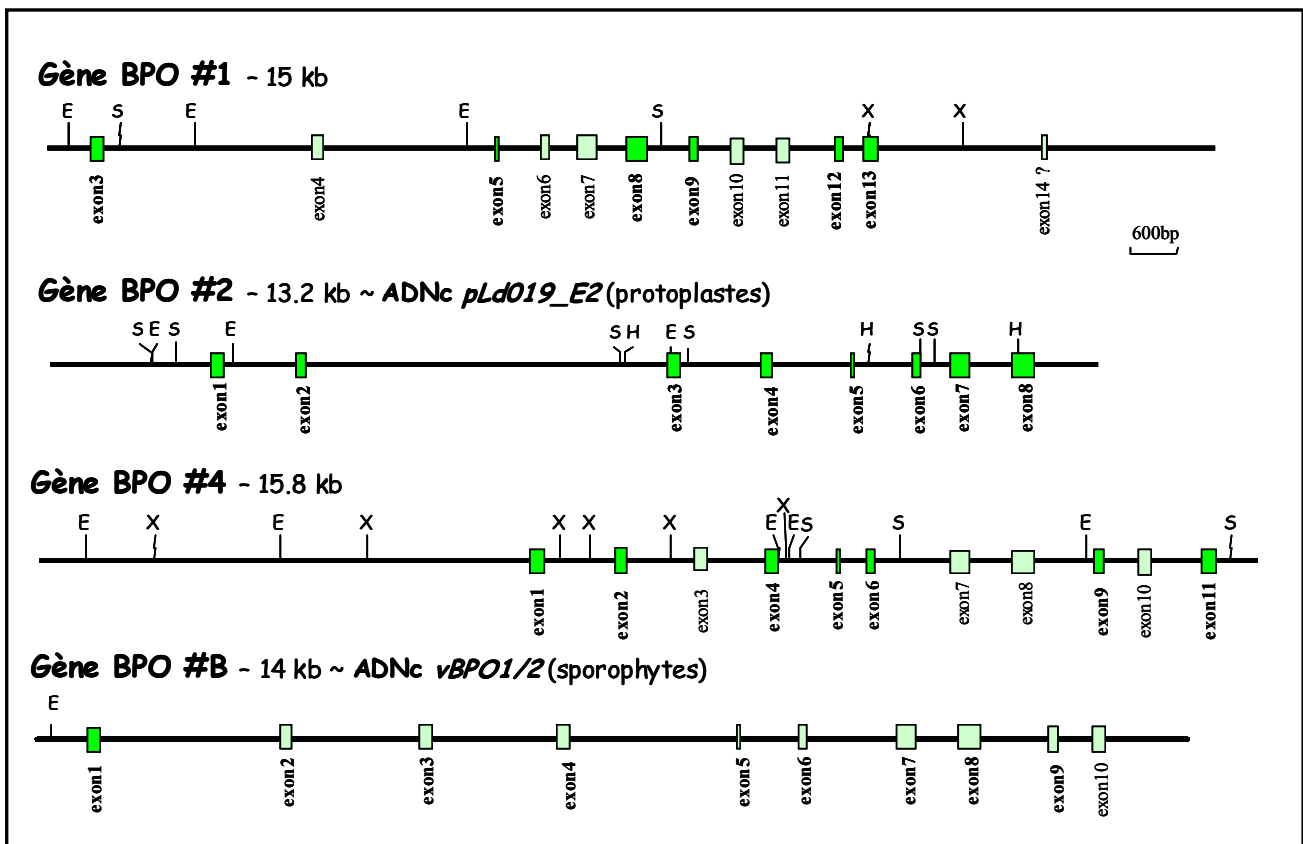 Gène BPO #1 - 15 kb
E S E E S X X
exon3 exon4 exon5 exon6 exon7 exon8 exon9 exon10 exon11 exon12 exon13 exon14 ?
600bp
Gène BPO #2 - 13.2 kb ~ ADNc pLd019_E2 (protoplastes)
S E S E S H E S H S S H
exon1 exon2 exon3 exon4 exon5 exon6 exon7 exon8
Gène BPO #4 - 15.8 kb
E X E X X X X E X E S S E S
exon1 exon2 exon3 exon4 exon5 exon6 exon7 exon8 exon9 exon10 exon11
Gène BPO #B - 14 kb ~ ADNc vBPO1/2 (sporophytes)
E
exon1 exon2 exon3 exon4 exon5 exon6 exon7 exon8 exon9 exon10